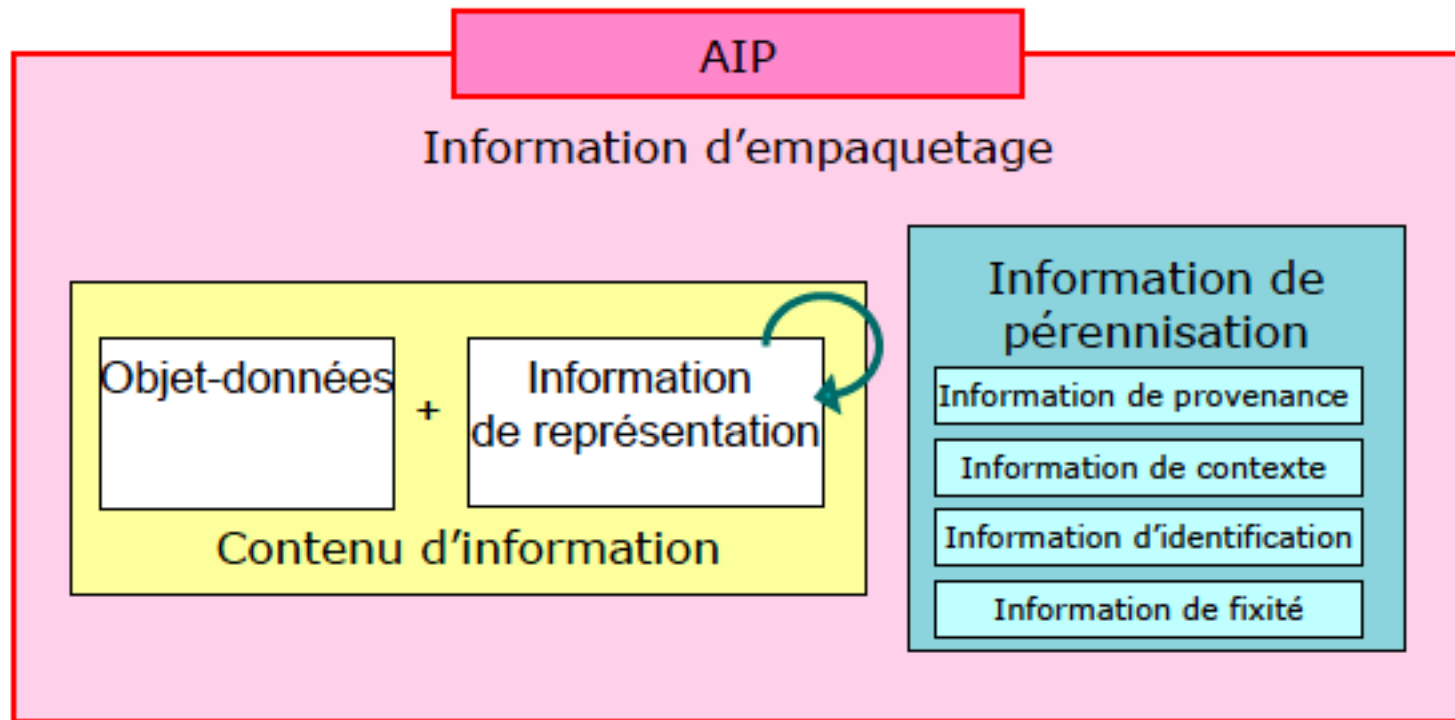 AIP
Information d’empaquetage
Objet-données
+
Information
de représentation
Contenu d’information
Information de
pérennisation
Information de provenance
Information de contexte
Information d’identification
Information de fixité